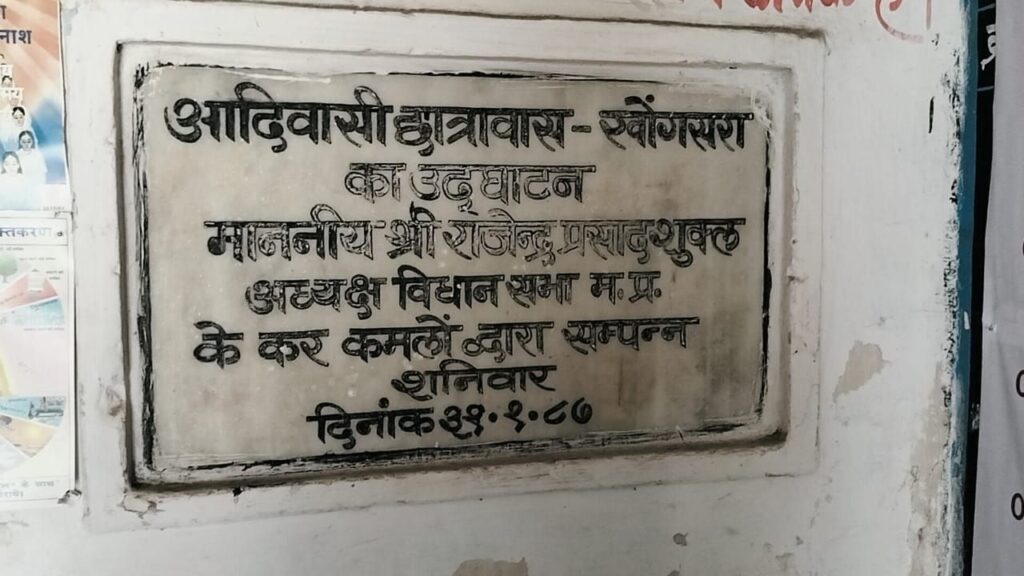 आदिवासी छात्रावास - खोंगसरा
का उद्घाटन
माननीय श्री राजेन्द्र प्रसाद शुक्ल
अध्यक्ष विधान सभा म.प्र.
के कर कमलों द्वारा सम्पन्न
शनिवार
दिनांक ३१.१.८७
नाश